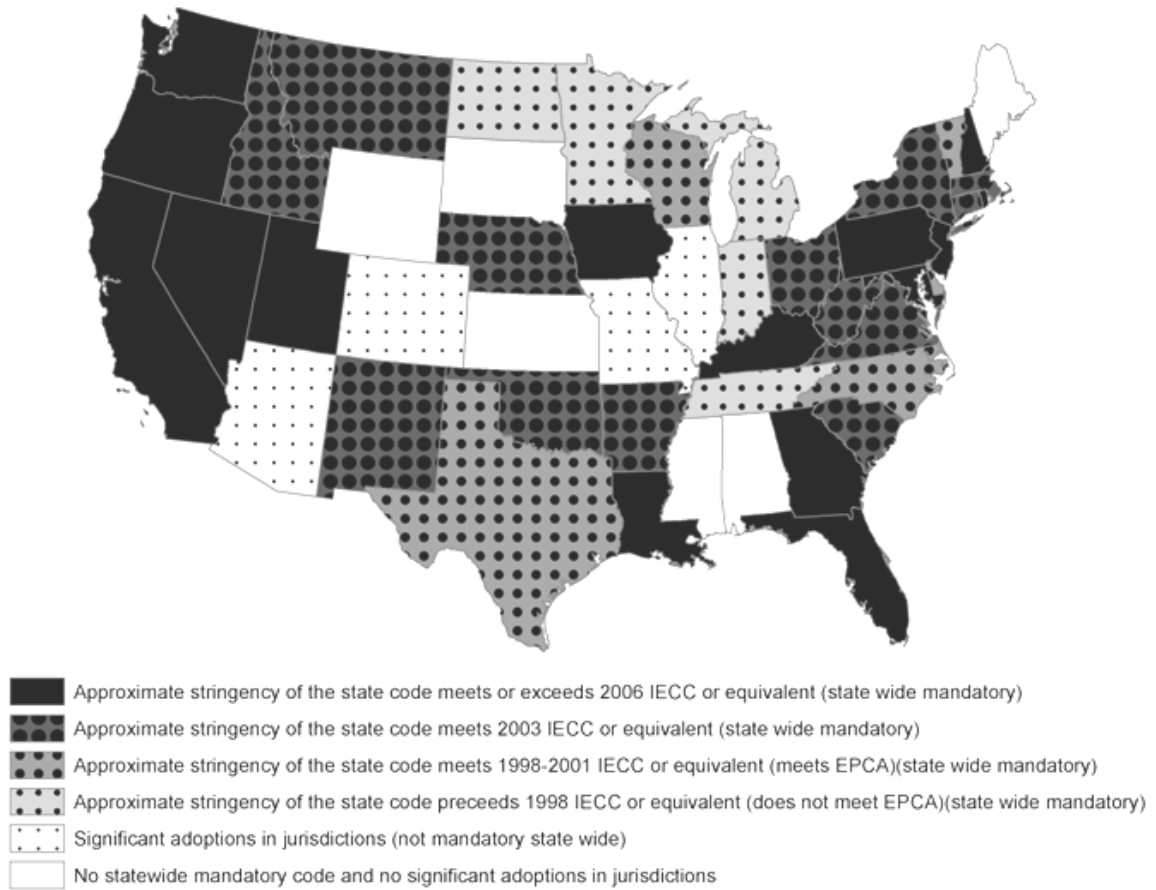 Approximate stringency of the state code meets or exceeds 2006 IECC or equivalent (state wide mandatory)
Approximate stringency of the state code meets 2003 IECC or equivalent (state wide mandatory)
Approximate stringency of the state code meets 1998-2001 IECC or equivalent (meets EPCA)(state wide mandatory)
Approximate stringency of the state code preceeds 1998 IECC or equivalent (does not meet EPCA)(state wide mandatory)
Significant adoptions in jurisdictions (not mandatory state wide)
No statewide mandatory code and no significant adoptions in jurisdictions